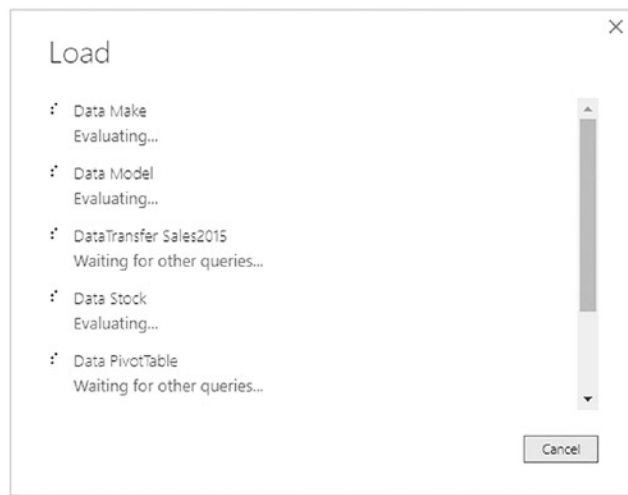 Load
Data Make
Evaluating...
Data Model
Evaluating...
DataTransfer Sales2015
Waiting for other queries...
Data Stock
Evaluating...
Data PivotTable
Waiting for other queries...
Cancel